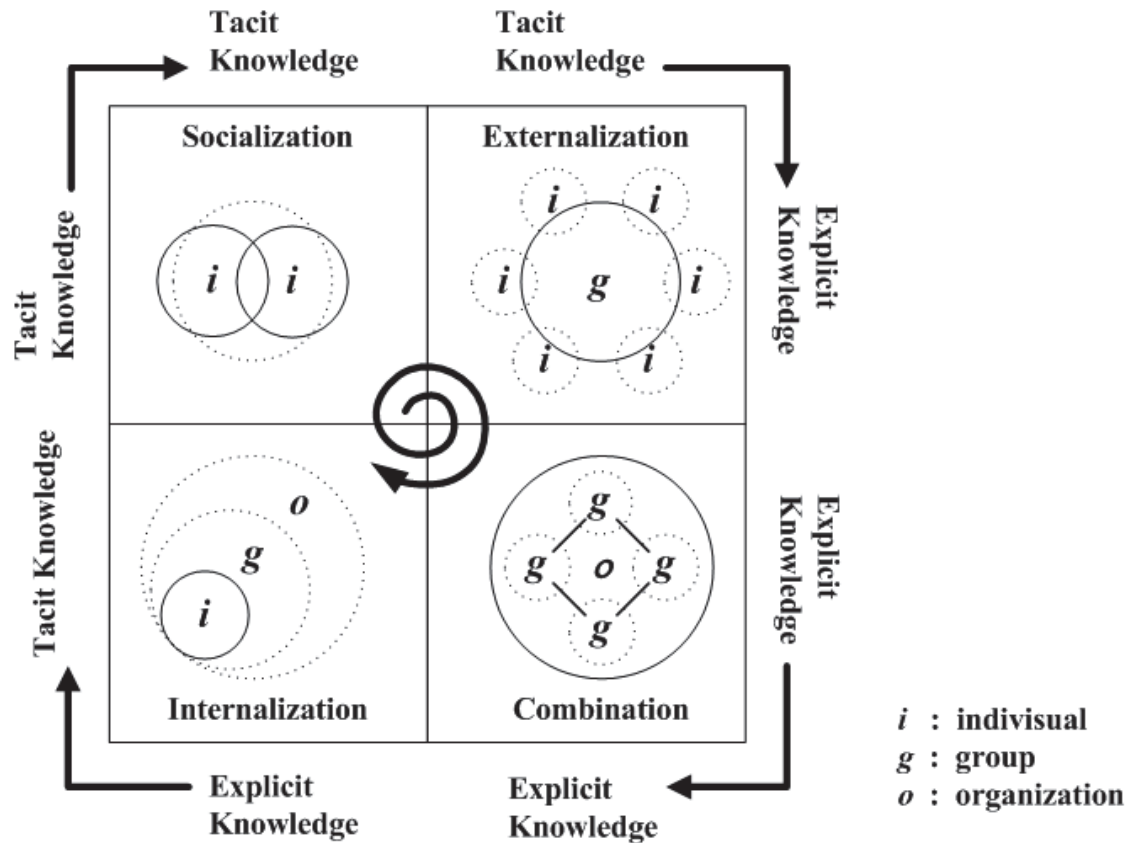 Tacit
Knowledge
Tacit
Knowledge
Socialization
Externalization
i
i
i
i
i
g
i
i
i
Tacit
Knowledge
Explicit
Knowledge
Tacit Knowledge
Explicit
Knowledge
o
g
i
g
g
o
g
g
Internalization
Combination
Explicit
Knowledge
Explicit
Knowledge
i : indivisual
g : group
o : organization